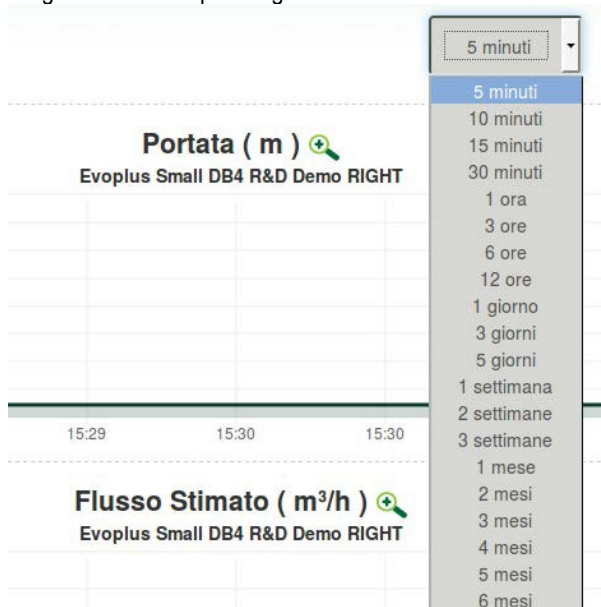 5 minuti
5 minuti
10 minuti
15 minuti
30 minuti
1 ora
3 ore
6 ore
12 ore
1 giorno
3 giorni
5 giorni
1 settimana
2 settimane
3 settimane
1 mese
2 mesi
3 mesi
4 mesi
5 mesi
6 mesi
Portata ( m )
Evoplus Small DB4 R&D Demo RIGHT
15:29 15:30 15:30
Flusso Stimato ( m³/h )
Evoplus Small DB4 R&D Demo RIGHT